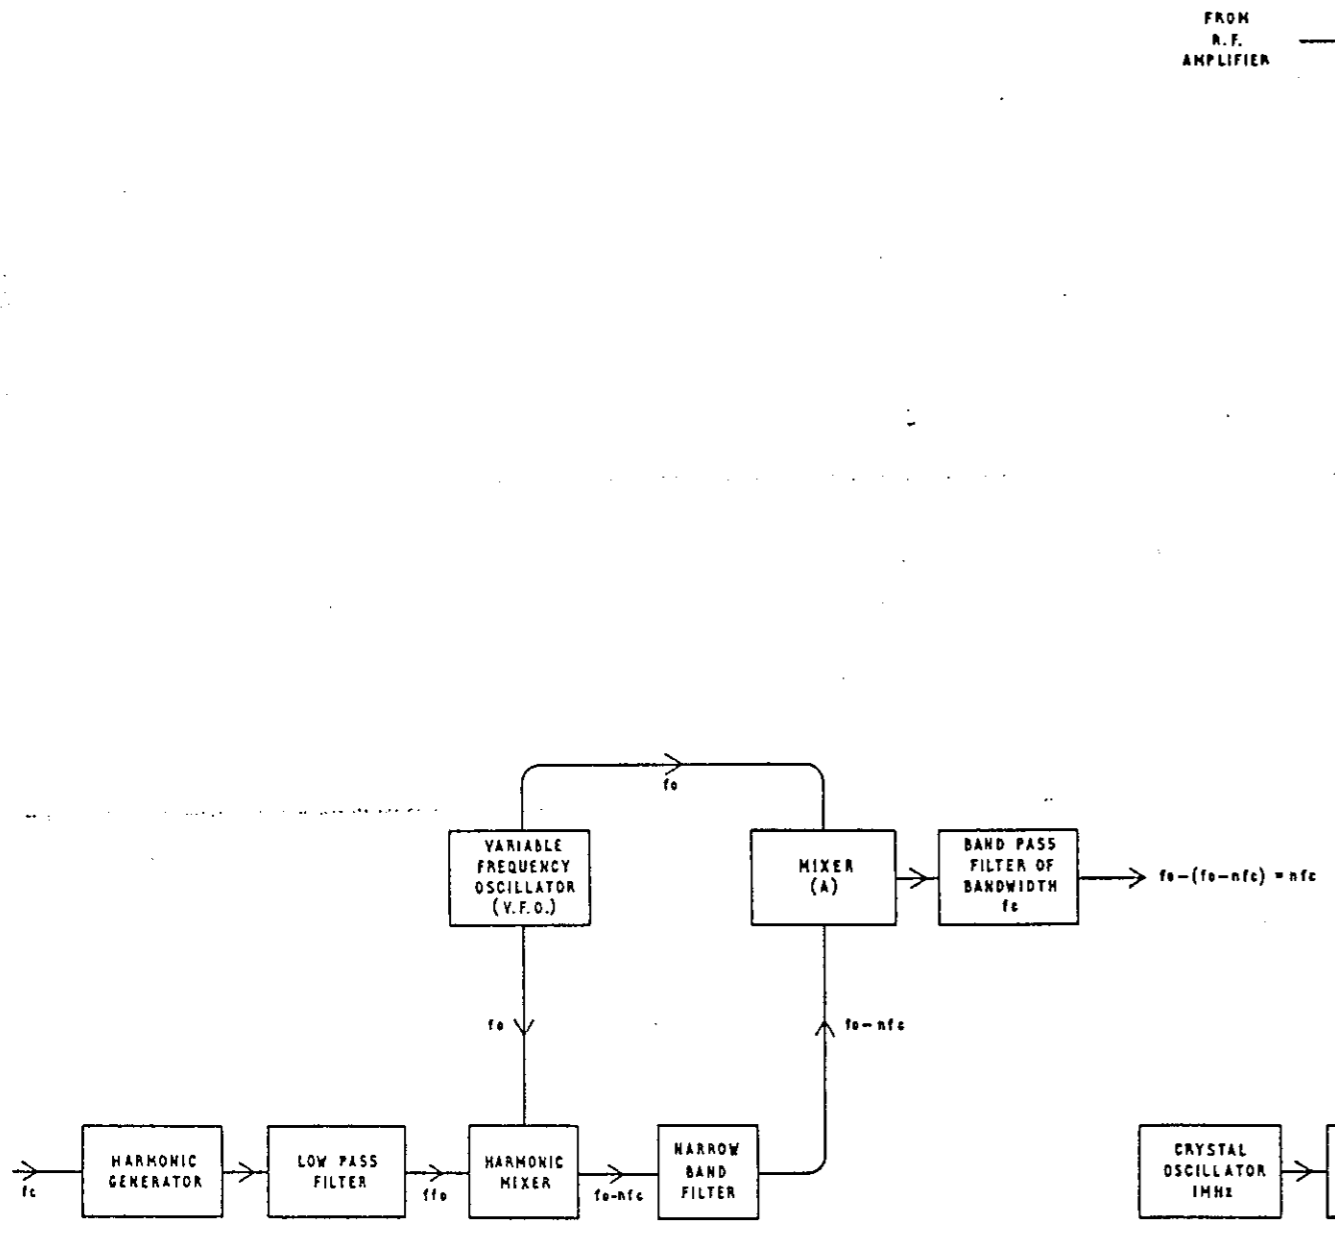 FROM
R.F.
AMPLIFIER
fo
VARIABLE
FREQUENCY
OSCILLATOR
(V.F.O.)
MIXER
(A)
BAND PASS
FILTER OF
BANDWIDTH
fc
fo-(fo-nfc) = nfc
fo
fo-nfc
fc
HARMONIC
GENERATOR
LOW PASS
FILTER
ffo
HARMONIC
MIXER
fo-nfc
NARROW
BAND
FILTER
CRYSTAL
OSCILLATOR
1MHz